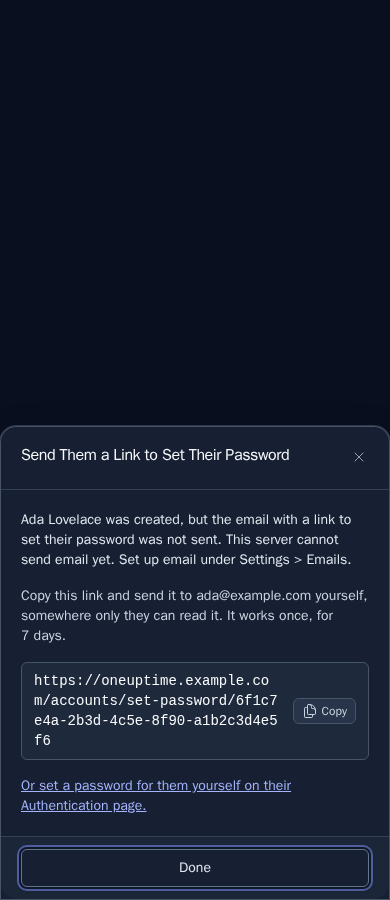 Send Them a Link to Set Their Password
Ada Lovelace was created, but the email with a link to
set their password was not sent. This server cannot
send email yet. Set up email under Settings > Emails.
Copy this link and send it to ada@example.com yourself,
somewhere only they can read it. It works once, for
7 days.
https://oneuptime.example.co
m/accounts/set-password/6f1c7
e4a-2b3d-4c5e-8f90-a1b2c3d4e5
f6
Copy
Or set a password for them yourself on their
Authentication page.
Done